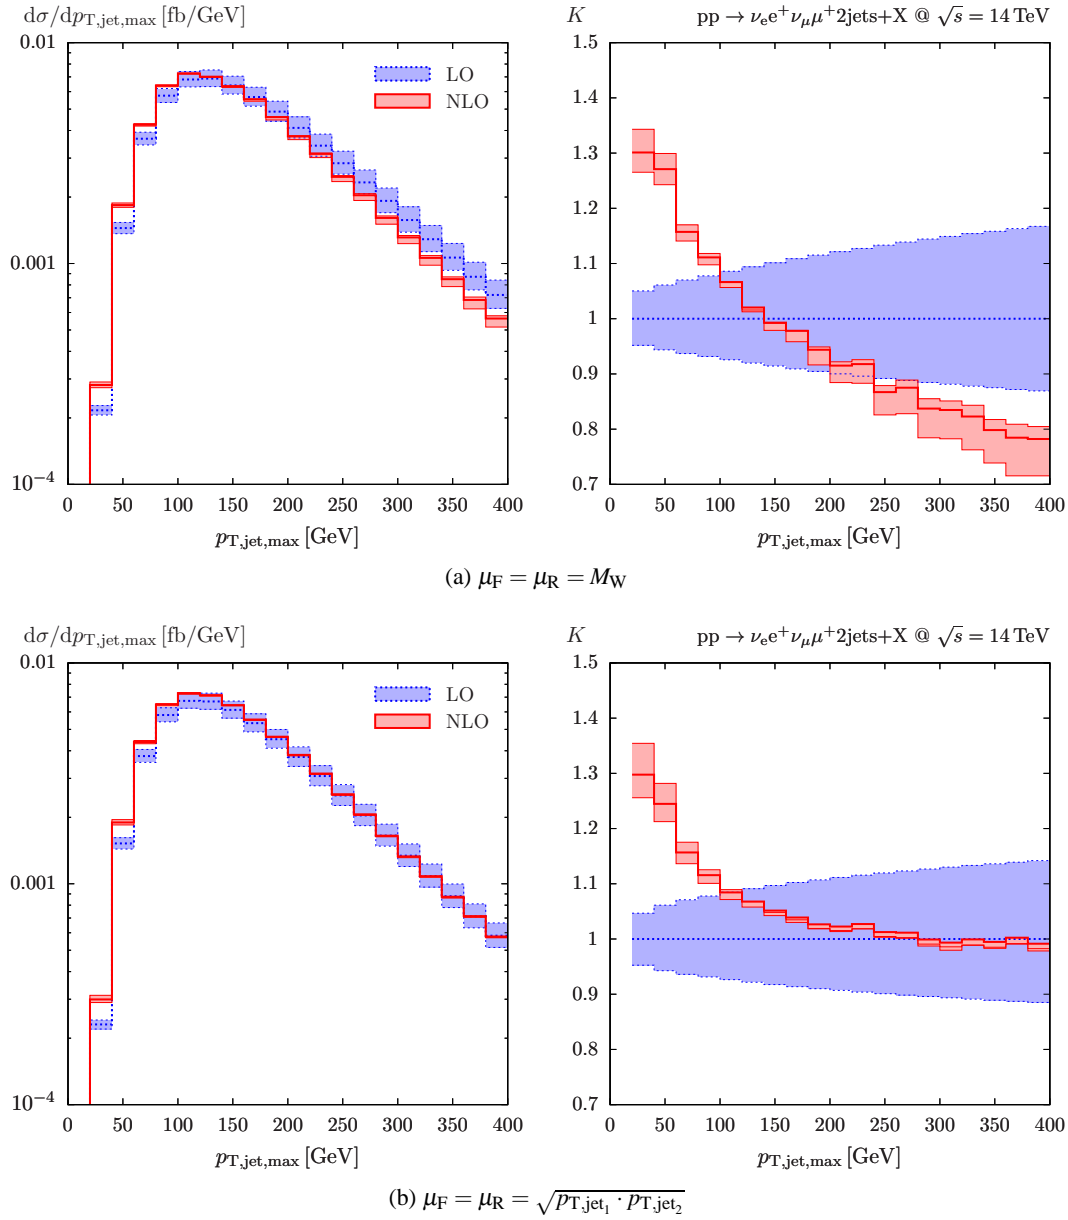 dσ/dp_T,jet,max [fb/GeV]
K
pp → ν_e e⁺ ν_μ μ⁺ 2jets+X @ √s = 14 TeV
0.01
0.001
10⁻⁴
LO
NLO
0 50 100 150 200 250 300 350 400
p_T,jet,max [GeV]
1.5
1.4
1.3
1.2
1.1
1
0.9
0.8
0.7
0 50 100 150 200 250 300 350 400
p_T,jet,max [GeV]
(a) μ_F = μ_R = M_W
dσ/dp_T,jet,max [fb/GeV]
K
pp → ν_e e⁺ ν_μ μ⁺ 2jets+X @ √s = 14 TeV
0.01
0.001
10⁻⁴
LO
NLO
0 50 100 150 200 250 300 350 400
p_T,jet,max [GeV]
1.5
1.4
1.3
1.2
1.1
1
0.9
0.8
0.7
0 50 100 150 200 250 300 350 400
p_T,jet,max [GeV]
(b) μ_F = μ_R = √(p_T,jet₁ · p_T,jet₂)